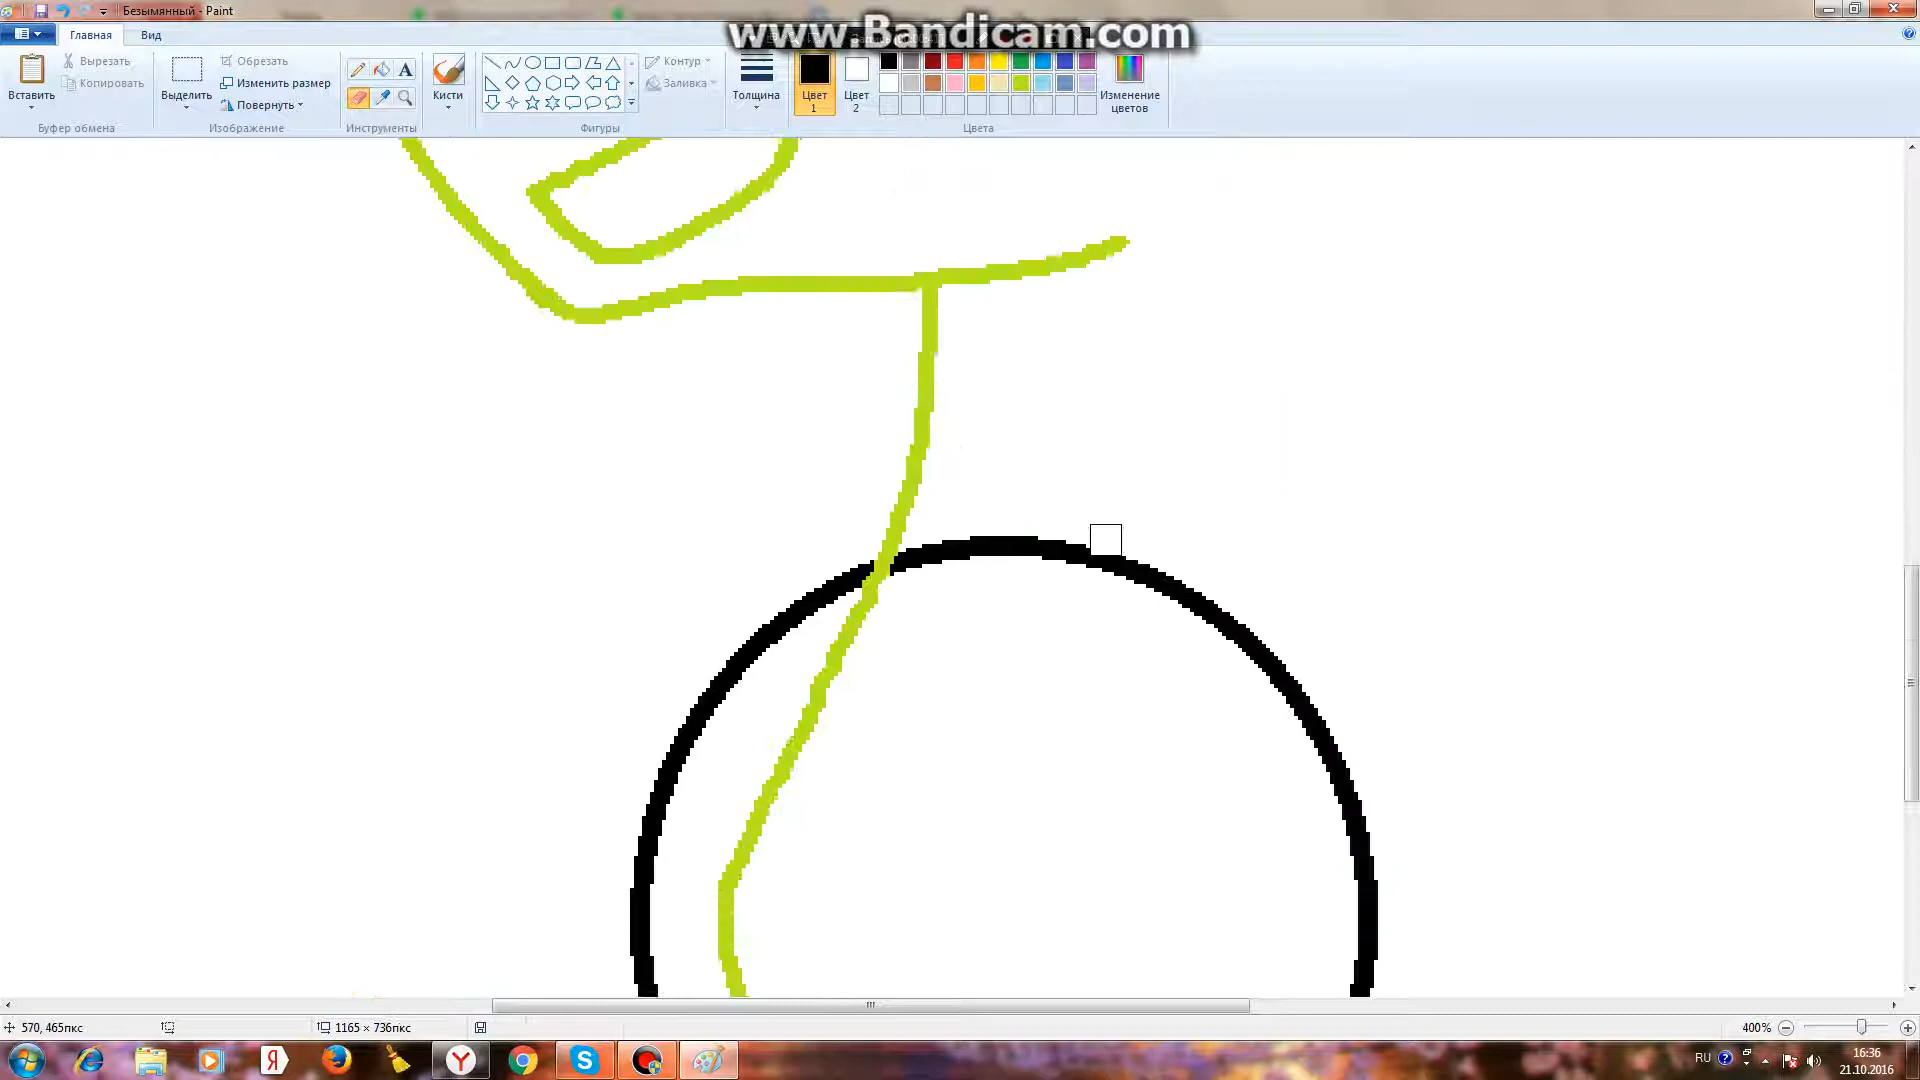 Безымянный - Paint
www.Bandicam.com
Главная
Вид
Вставить
Вырезать
Копировать
Буфер обмена
Выделить
Обрезать
Изменить размер
Повернуть
Изображение
A
Инструменты
Кисти
Контур
Заливка
Фигуры
Толщина
Цвет
1
Цвет
2
Изменение
цветов
Цвета
570, 465пкс
1165 × 736пкс
400%
RU
16:36
21.10.2016